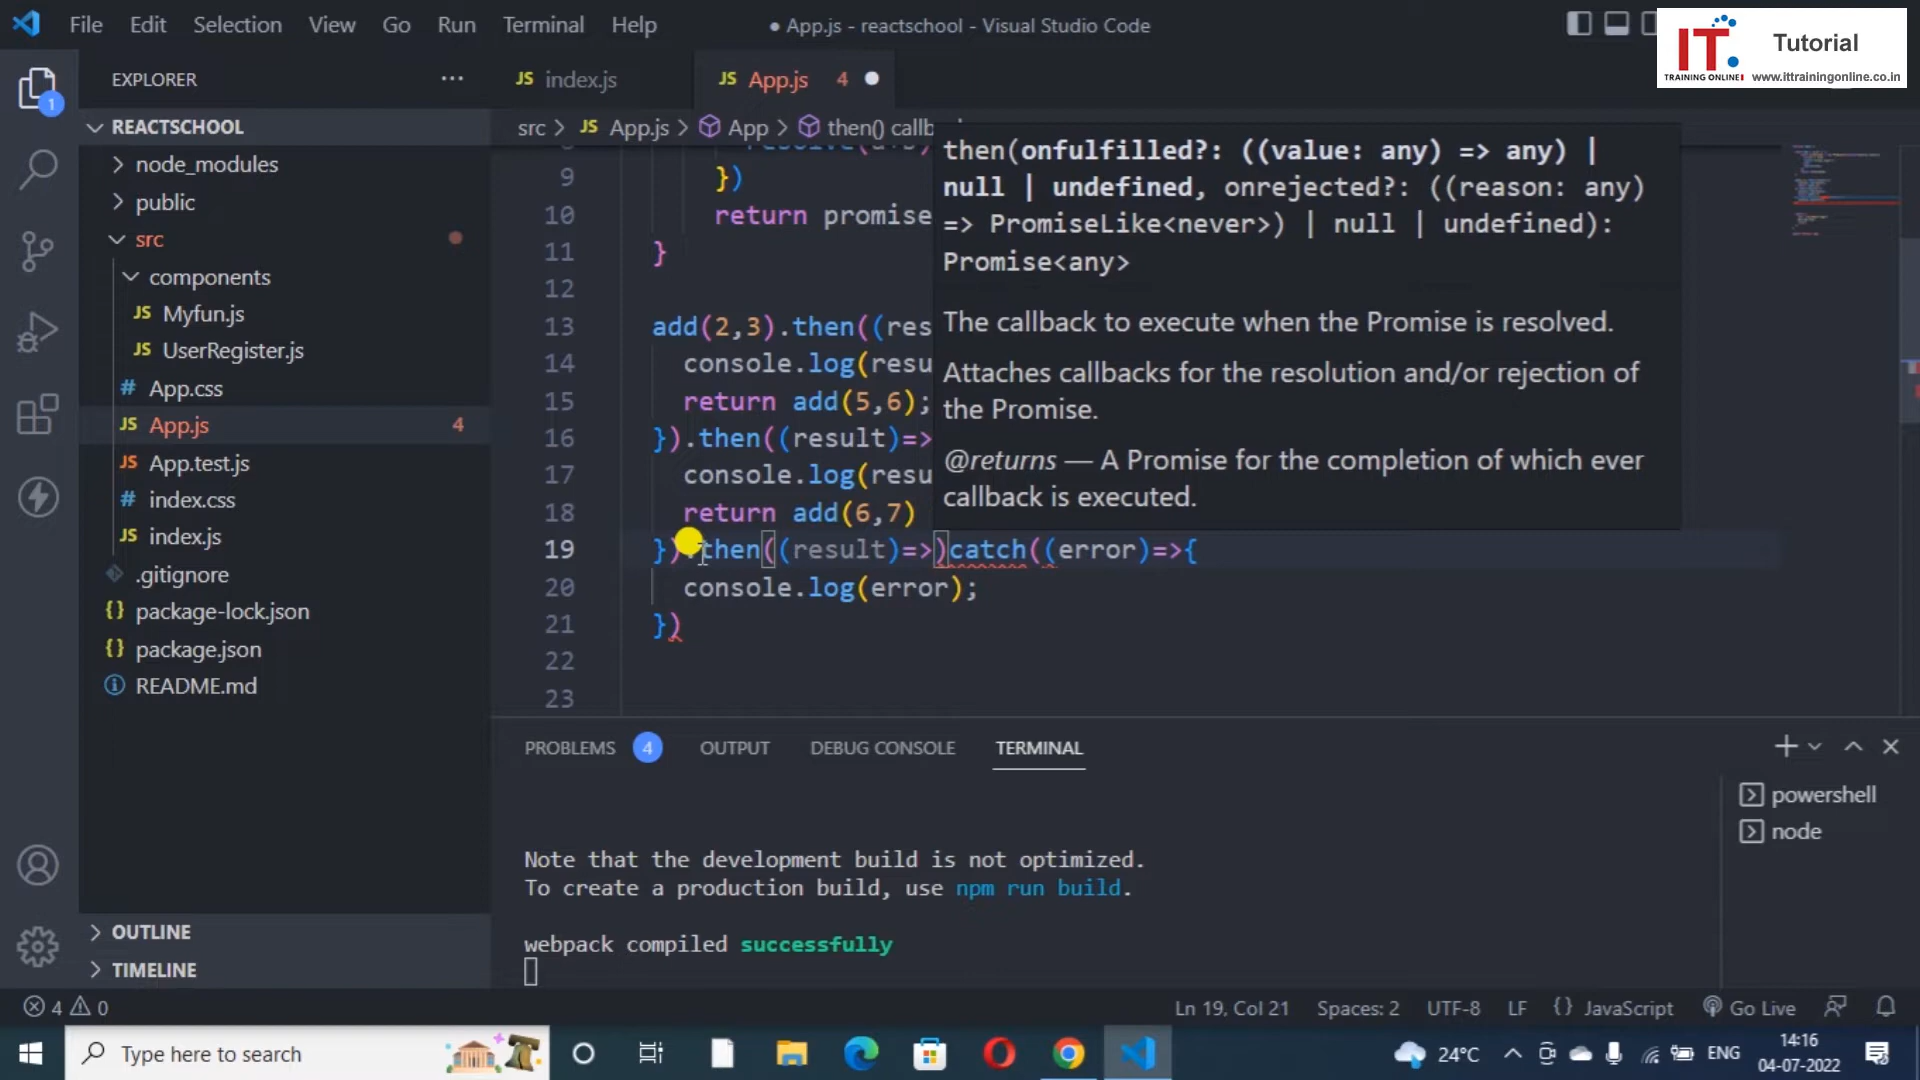 File Edit Selection View Go Run Terminal Help
● App.js - reactschool - Visual Studio Code
IT.
TRAINING ONLINE
Tutorial
www.ittrainingonline.co.in
EXPLORER
JS index.js
JS App.js 4
REACTSCHOOL
node_modules
public
src
components
JS Myfun.js
JS UserRegister.js
# App.css
JS App.js 4
JS App.test.js
# index.css
JS index.js
.gitignore
{} package-lock.json
{} package.json
README.md
OUTLINE
TIMELINE
src > JS App.js > App > then() callb
9 })
10 return promise
11 }
12
13 add(2,3).then((res
14 console.log(resu
15 return add(5,6);
16 }).then((result)=>
17 console.log(resu
18 return add(6,7)
19 }).then((result)=>)catch((error)=>{
20 console.log(error);
21 })
22
23
then(onfulfilled?: ((value: any) => any) |
null | undefined, onrejected?: ((reason: any)
=> PromiseLike<never>) | null | undefined):
Promise<any>
The callback to execute when the Promise is resolved.
Attaches callbacks for the resolution and/or rejection of
the Promise.
@returns — A Promise for the completion of which ever
callback is executed.
PROBLEMS 4 OUTPUT DEBUG CONSOLE TERMINAL
powershell
node
Note that the development build is not optimized.
To create a production build, use npm run build.
webpack compiled successfully
4 0
Ln 19, Col 21 Spaces: 2 UTF-8 LF {} JavaScript Go Live
Type here to search
24°C ENG
14:16
04-07-2022